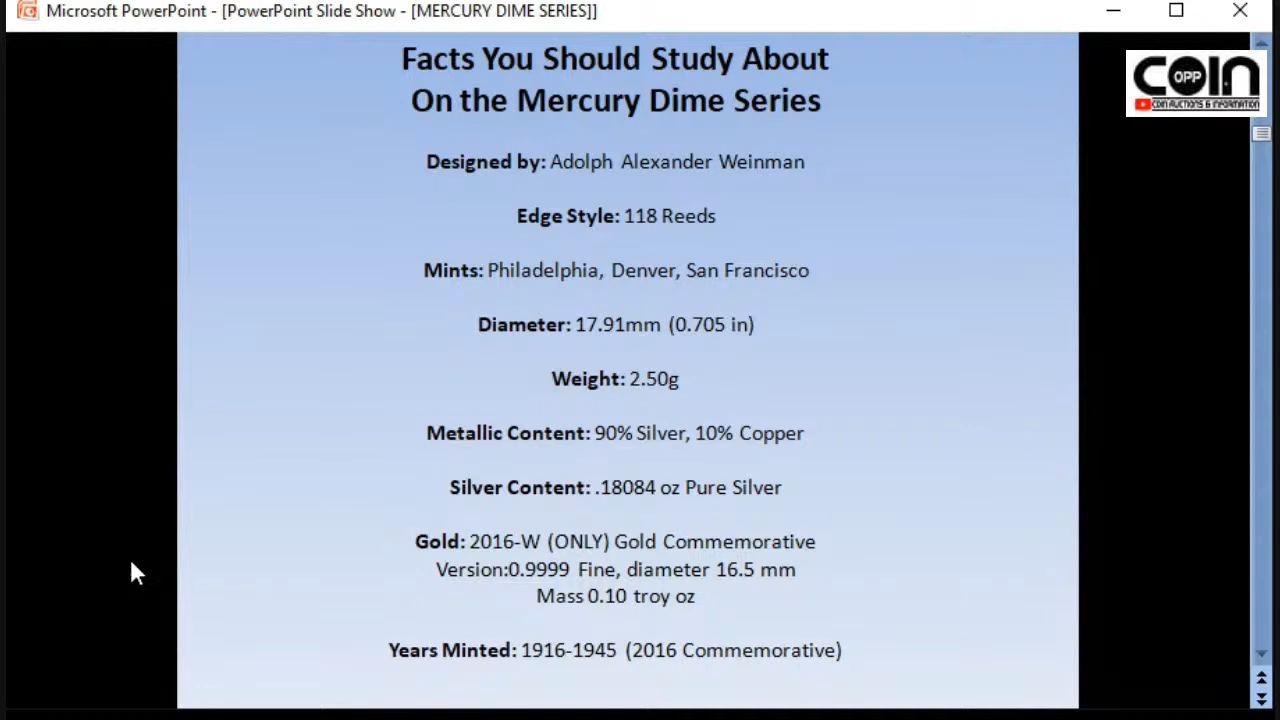 Microsoft PowerPoint - [PowerPoint Slide Show - [MERCURY DIME SERIES]]
Facts You Should Study About
On the Mercury Dime Series
COIN
OPP
COIN AUCTIONS & INFORMATION
Designed by: Adolph Alexander Weinman
Edge Style: 118 Reeds
Mints: Philadelphia, Denver, San Francisco
Diameter: 17.91mm (0.705 in)
Weight: 2.50g
Metallic Content: 90% Silver, 10% Copper
Silver Content: .18084 oz Pure Silver
Gold: 2016-W (ONLY) Gold Commemorative
Version:0.9999 Fine, diameter 16.5 mm
Mass 0.10 troy oz
Years Minted: 1916-1945 (2016 Commemorative)